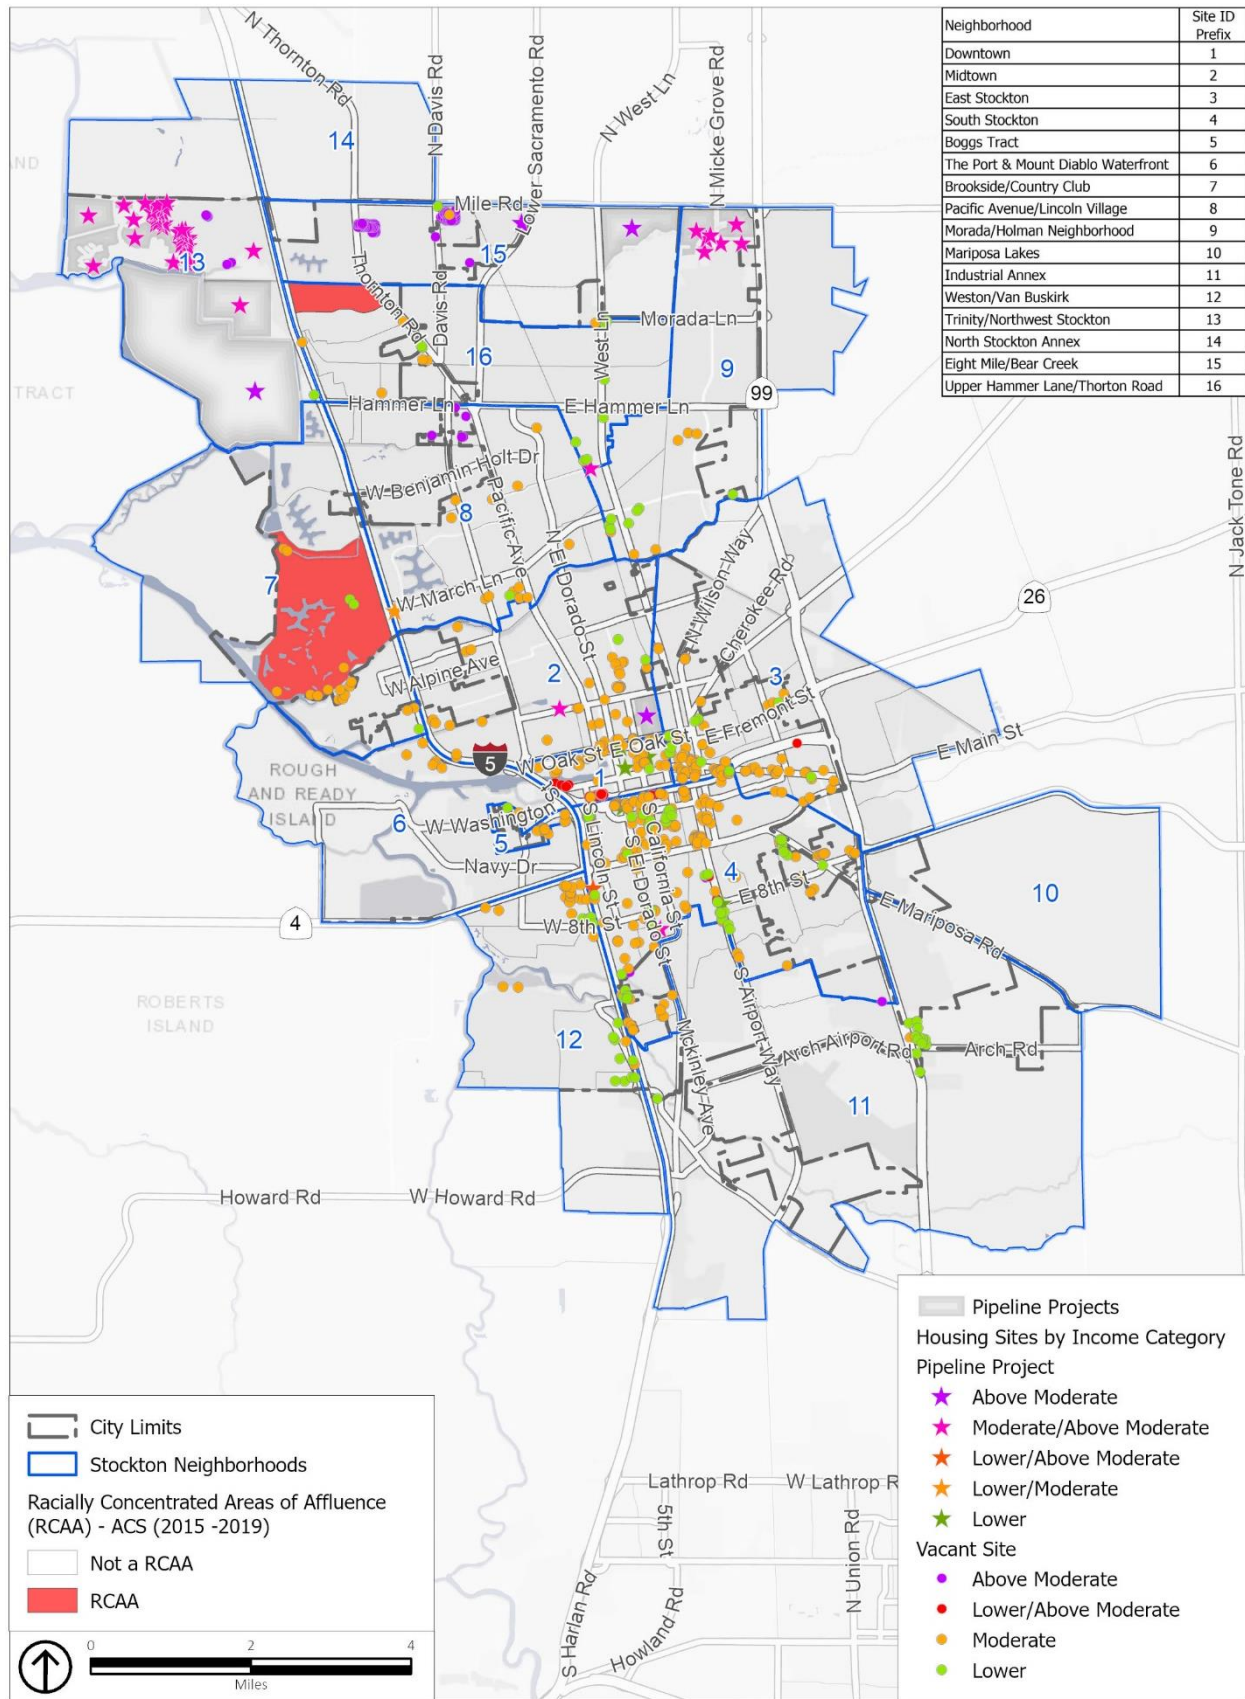 Neighborhood Site ID Prefix
Downtown 1
Midtown 2
East Stockton 3
South Stockton 4
Boggs Tract 5
The Port & Mount Diablo Waterfront 6
Brookside/Country Club 7
Pacific Avenue/Lincoln Village 8
Morada/Holman Neighborhood 9
Mariposa Lakes 10
Industrial Annex 11
Weston/Van Buskirk 12
Trinity/Northwest Stockton 13
North Stockton Annex 14
Eight Mile/Bear Creek 15
Upper Hammer Lane/Thorton Road 16
N Thornton Rd
N Davis Rd
Lower Sacramento Rd
N West Ln
N Micke Grove Rd
14
AND
Mile Rd
13
15
Thornton Rd
Davis Rd
Morada Ln
16
West Ln
9
TRACT
99
Hammer Ln
E Hammer Ln
N Jack Tone Rd
W Benjamin Holt Dr
8
Pacific Ave
N El Dorado St
N Wilson Way
Cherokee Rd
7
W March Ln
26
W Alpine Ave
2
3
E Fremont St
W Oak St
E Oak St
E Main St
5
ROUGH
AND READY
ISLAND
1
6
W Washington St
5
S Lincoln St
S California St
S El Dorado St
Navy Dr
4
E 8th St
10
4
W 8th St
E Mariposa Rd
ROBERTS
ISLAND
S Airport Way
12
Mckinley Ave
Arch Airport Rd
Arch Rd
11
Howard Rd
W Howard Rd
Lathrop Rd
W Lathrop R
5th St
N Union Rd
S Harlan Rd
Howland Rd
City Limits
Stockton Neighborhoods
Racially Concentrated Areas of Affluence
(RCAA) - ACS (2015 -2019)
Not a RCAA
RCAA
0 2 4
Miles
Pipeline Projects
Housing Sites by Income Category
Pipeline Project
Above Moderate
Moderate/Above Moderate
Lower/Above Moderate
Lower/Moderate
Lower
Vacant Site
Above Moderate
Lower/Above Moderate
Moderate
Lower